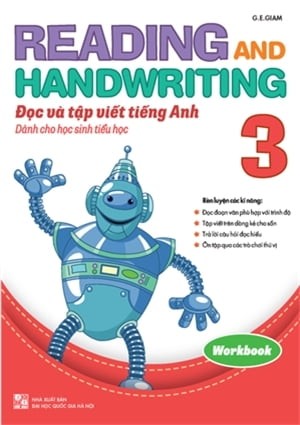 G.E.GIAM
READING AND
HANDWRITING
Đọc và tập viết tiếng Anh
Dành cho học sinh tiểu học
3
Rèn luyện các kĩ năng:
Đọc đoạn văn phù hợp với trình độ
Tập viết trên dòng kẻ cho sẵn
Trả lời câu hỏi đọc hiểu
Ôn tập qua các trò chơi thú vị
Workbook
NHÀ XUẤT BẢN
ĐẠI HỌC QUỐC GIA HÀ NỘI